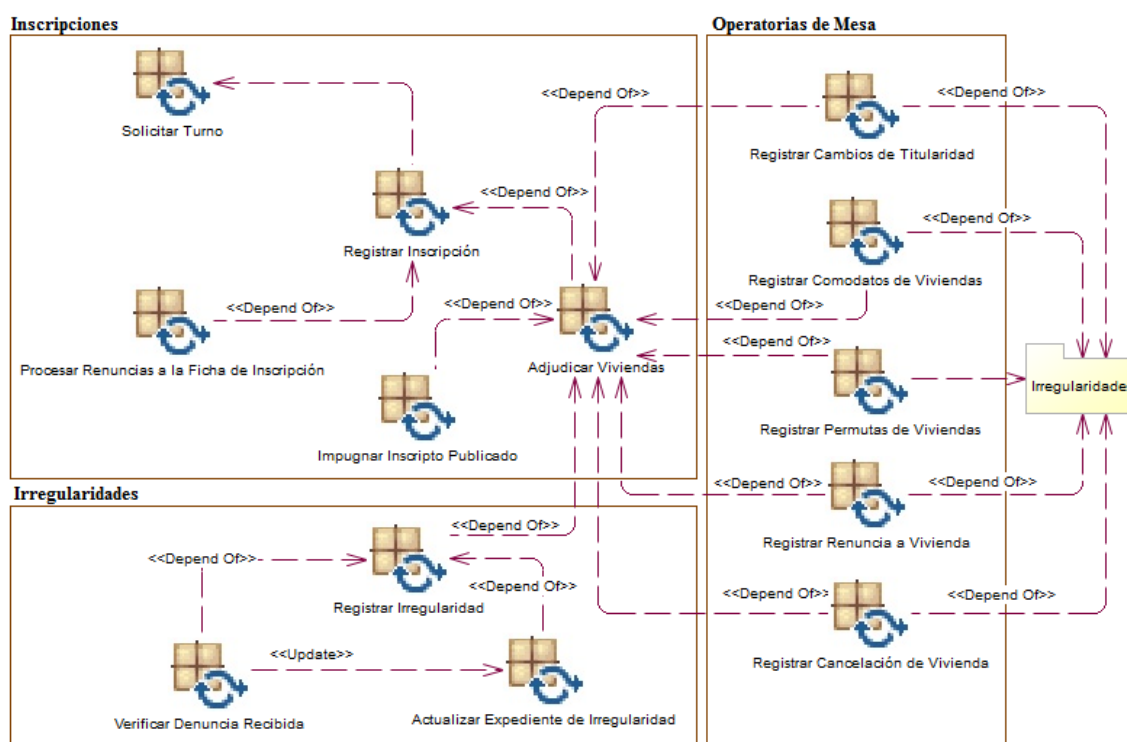 Inscripciones
Operatorias de Mesa
Solicitar Turno
<<Depend Of>>
<<Depend Of>>
Registrar Cambios de Titularidad
<<Depend Of>>
Registrar Inscripción
<<Depend Of>>
Registrar Comodatos de Viviendas
<<Depend Of>>
<<Depend Of>>
<<Depend Of>>
<<Depend Of>>
Procesar Renuncias a la Ficha de Inscripción
Adjudicar Viviendas
Irregularidade
Impugnar Inscripto Publicado
Registrar Permutas de Viviendas
Irregularidades
<<Depend Of>>
<<Depend Of>>
<<Depend Of>>
Registrar Renuncia a Vivienda
<<Depend Of>>
<<Depend Of>>
Registrar Irregularidad
<<Depend Of>>
<<Depend Of>>
<<Update>>
Registrar Cancelación de Vivienda
Verificar Denuncia Recibida
Actualizar Expediente de Irregularidad